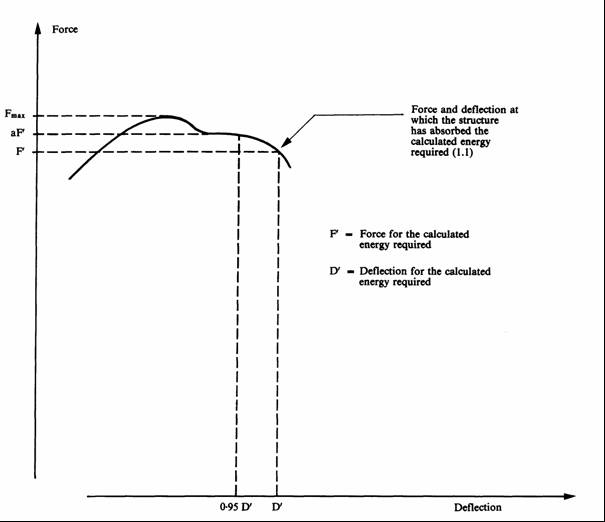 Force
Fmax
aF′
F′
Force and deflection at
which the structure
has absorbed the
calculated energy
required (1.1)
F′ = Force for the calculated
energy required
D′ = Deflection for the calculated
energy required
0·95 D′
D′
Deflection